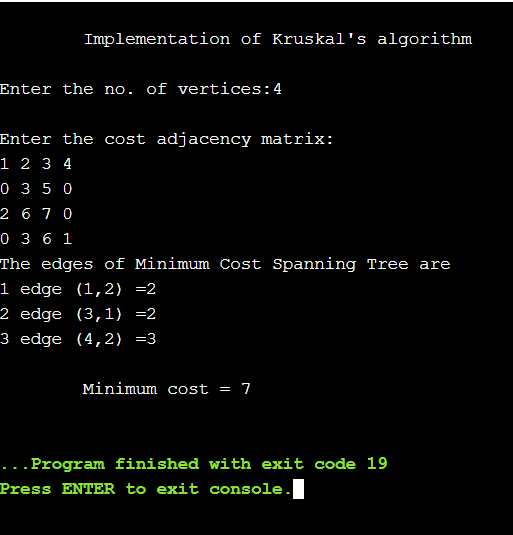 Implementation of Kruskal's algorithm
Enter the no. of vertices:4
Enter the cost adjacency matrix:
1 2 3 4
0 3 5 0
2 6 7 0
0 3 6 1
The edges of Minimum Cost Spanning Tree are
1 edge (1,2) =2
2 edge (3,1) =2
3 edge (4,2) =3
Minimum cost = 7
...Program finished with exit code 19
Press ENTER to exit console.